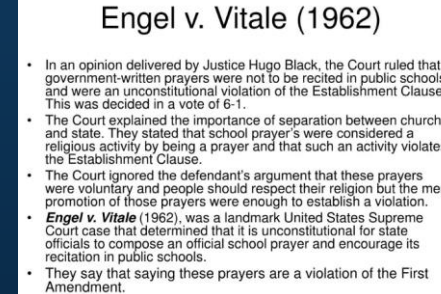 Engel v. Vitale (1962)
• In an opinion delivered by Justice Hugo Black, the Court ruled that
government-written prayers were not to be recited in public schools
and were an unconstitutional violation of the Establishment Clause
This was decided in a vote of 6-1.
• The Court explained the importance of separation between church
and state. They stated that school prayer's were considered a
religious activity by being a prayer and that such an activity violate
the Establishment Clause.
• The Court ignored the defendant's argument that these prayers
were voluntary and people should respect their religion but the me
promotion of those prayers were enough to establish a violation.
• Engel v. Vitale (1962), was a landmark United States Supreme
Court case that determined that it is unconstitutional for state
officials to compose an official school prayer and encourage its
recitation in public schools.
• They say that saying these prayers are a violation of the First
Amendment.